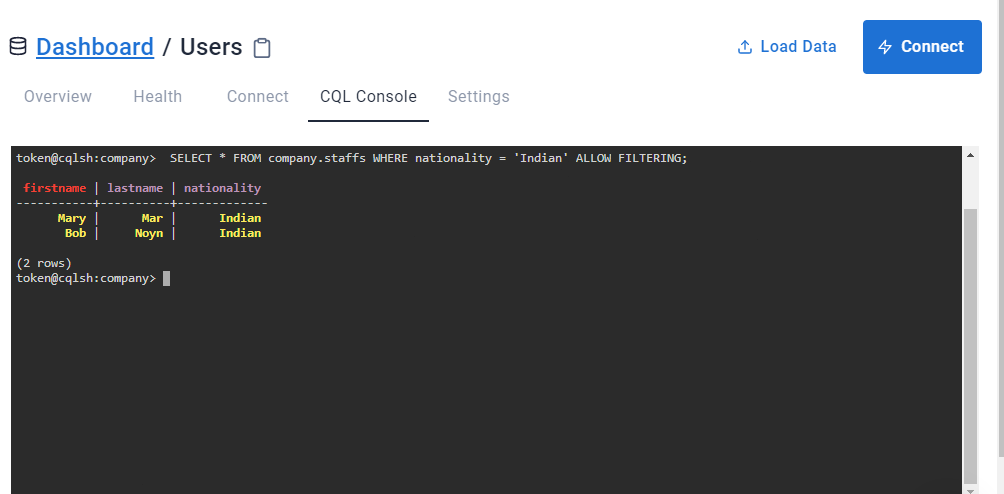 Dashboard / Users
Load Data
Connect
Overview Health Connect CQL Console Settings
token@cqlsh:company>  SELECT * FROM company.staffs WHERE nationality = 'Indian' ALLOW FILTERING;
 firstname | lastname | nationality
-----------+----------+-------------
      Mary |      Mar |      Indian
       Bob |     Noyn |      Indian
(2 rows)
token@cqlsh:company>